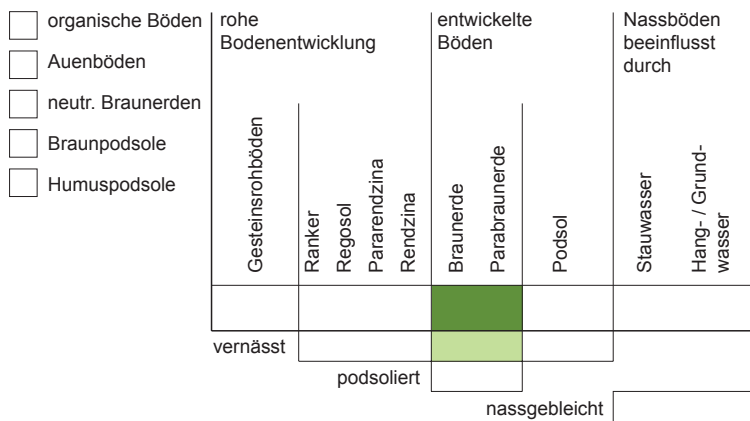 organische Böden
Auenböden
neutr. Braunerden
Braunpodsole
Humuspodsole
rohe
Bodenentwicklung
entwickelte
Böden
Nassböden
beeinflusst
durch
Gesteinsrohböden
Ranker
Regosol
Pararendzina
Rendzina
Braunerde
Parabraunerde
Podsol
Stauwasser
Hang- / Grund-
wasser
vernässt
podsoliert
nassgebleicht